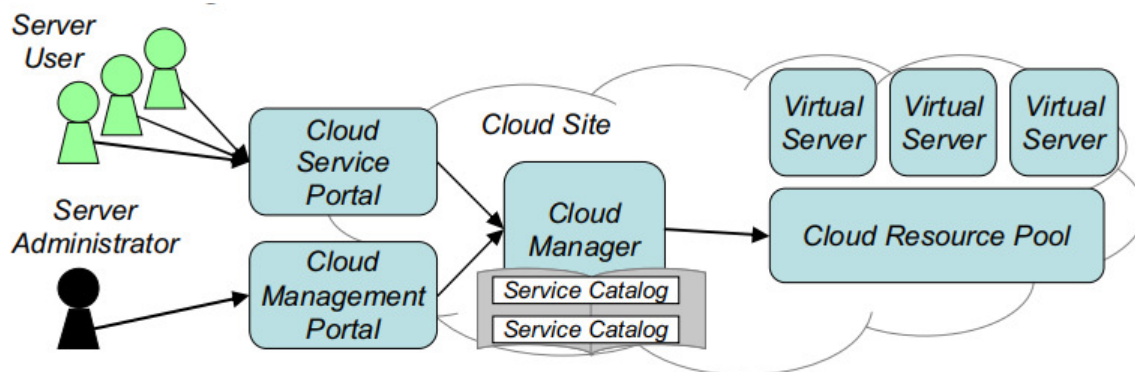 Server
User
Cloud
Service
Portal
Cloud Site
Virtual
Server
Virtual
Server
Virtual
Server
Server
Administrator
Cloud
Management
Portal
Cloud
Manager
Service Catalog
Service Catalog
Cloud Resource Pool